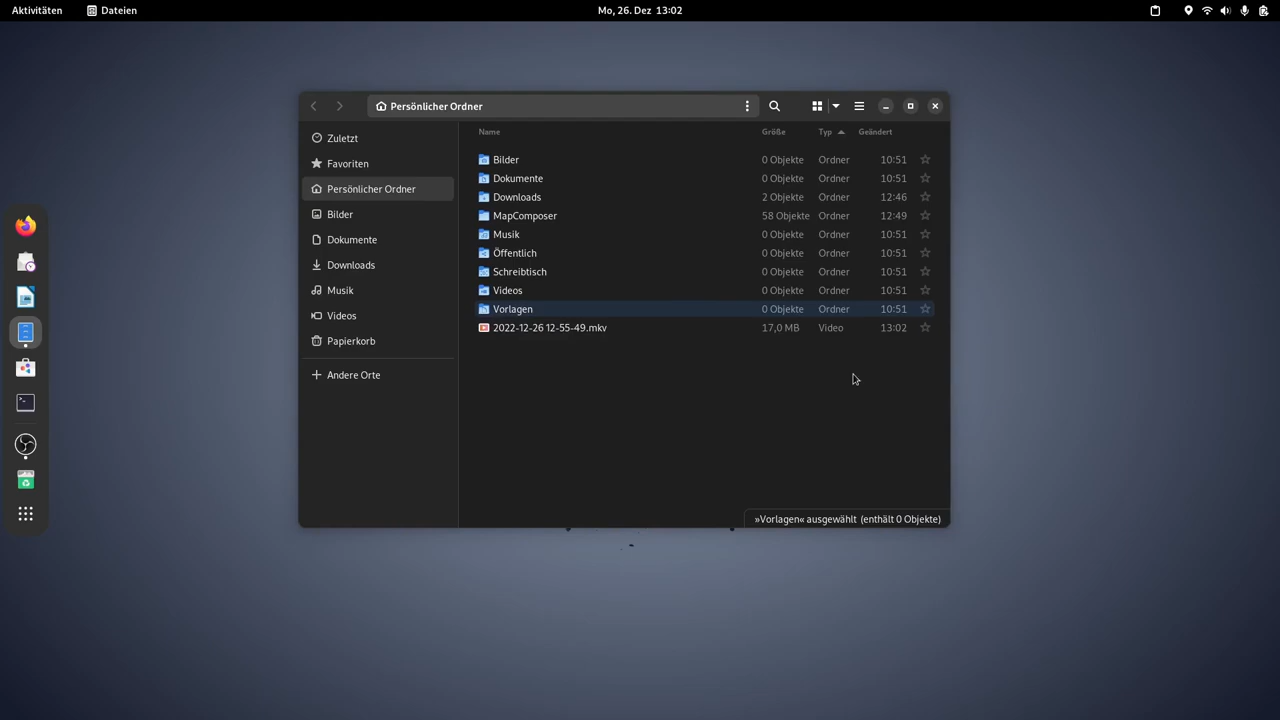 Aktivitäten Dateien Mo, 26. Dez 13:02
Persönlicher Ordner
Zuletzt
Favoriten
Persönlicher Ordner
Bilder
Dokumente
Downloads
Musik
Videos
Papierkorb
Andere Orte
Name Größe Typ Geändert
Bilder 0 Objekte Ordner 10:51
Dokumente 0 Objekte Ordner 10:51
Downloads 2 Objekte Ordner 12:46
MapComposer 58 Objekte Ordner 12:49
Musik 0 Objekte Ordner 10:51
Öffentlich 0 Objekte Ordner 10:51
Schreibtisch 0 Objekte Ordner 10:51
Videos 0 Objekte Ordner 10:51
Vorlagen 0 Objekte Ordner 10:51
2022-12-26 12-55-49.mkv 17,0 MB Video 13:02
»Vorlagen« ausgewählt (enthält 0 Objekte)